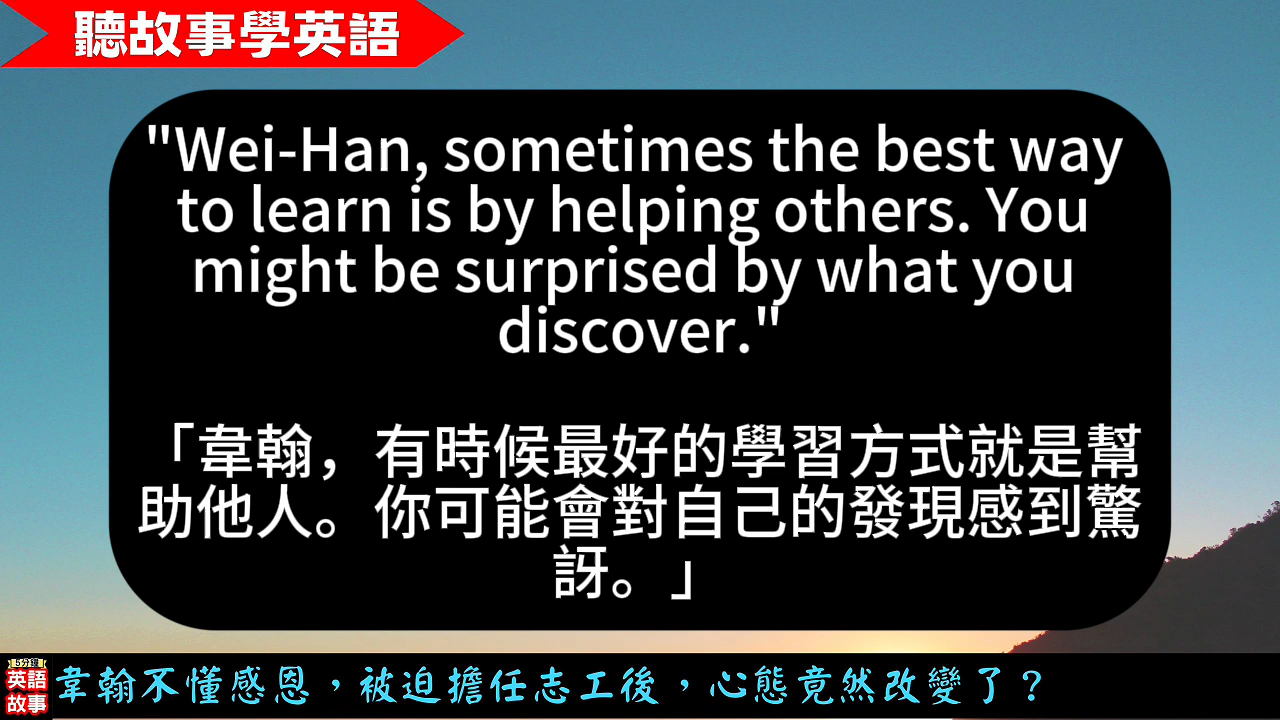 聽故事學英語
"Wei-Han, sometimes the best way
to learn is by helping others. You
might be surprised by what you
discover."
「韋翰，有時候最好的學習方式就是幫
助他人。你可能會對自己的發現感到驚
訝。」
5分鐘
英語
故事
韋翰不懂感恩，被迫擔任志工後，心態竟然改變了？